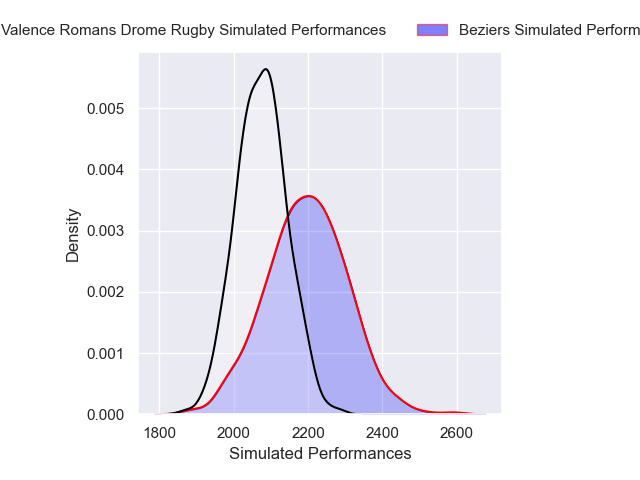 Valence Romans Drome Rugby Simulated Performances
Beziers Simulated Perform
0.005
0.004
0.003
0.002
0.001
0.000
Density
1800 2000 2200 2400 2600
Simulated Performances